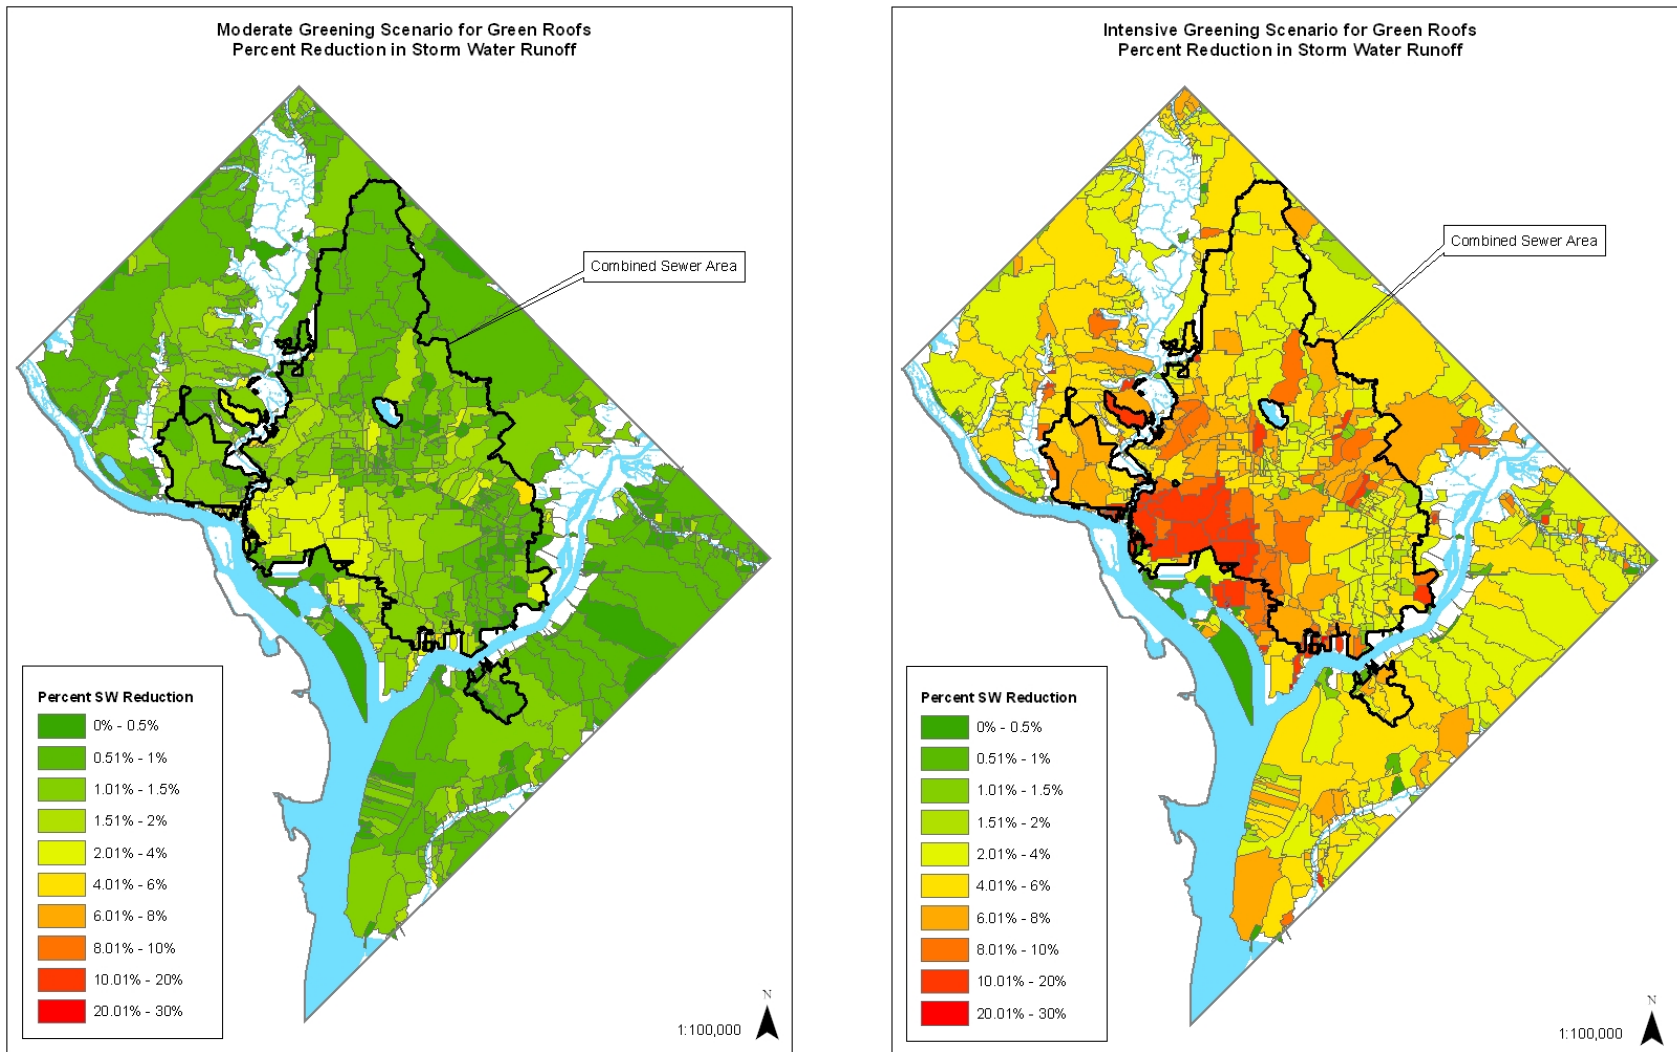 Moderate Greening Scenario for Green Roofs
Percent Reduction in Storm Water Runoff
Combined Sewer Area
Percent SW Reduction
0% - 0.5%
0.51% - 1%
1.01% - 1.5%
1.51% - 2%
2.01% - 4%
4.01% - 6%
6.01% - 8%
8.01% - 10%
10.01% - 20%
20.01% - 30%
N
1:100,000
Intensive Greening Scenario for Green Roofs
Percent Reduction in Storm Water Runoff
Combined Sewer Area
Percent SW Reduction
0% - 0.5%
0.51% - 1%
1.01% - 1.5%
1.51% - 2%
2.01% - 4%
4.01% - 6%
6.01% - 8%
8.01% - 10%
10.01% - 20%
20.01% - 30%
N
1:100,000